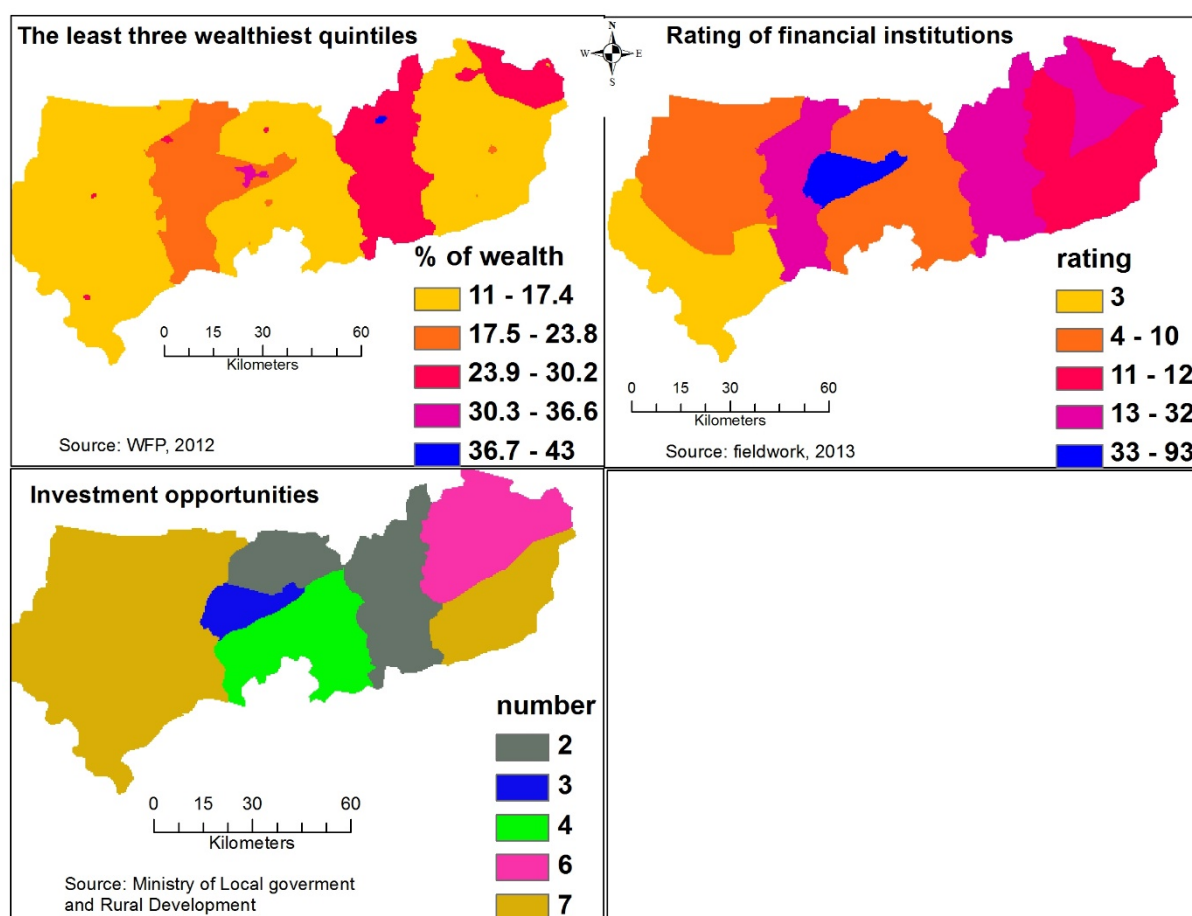 The least three wealthiest quintiles
% of wealth
11 - 17.4
17.5 - 23.8
23.9 - 30.2
30.3 - 36.6
36.7 - 43
0 15 30 60
Kilometers
Source: WFP, 2012
N
W E
S
Rating of financial institutions
rating
3
4 - 10
11 - 12
13 - 32
33 - 93
0 15 30 60
Kilometers
Source: fieldwork, 2013
Investment opportunities
number
2
3
4
6
7
0 15 30 60
Kilometers
Source: Ministry of Local goverment
and Rural Development